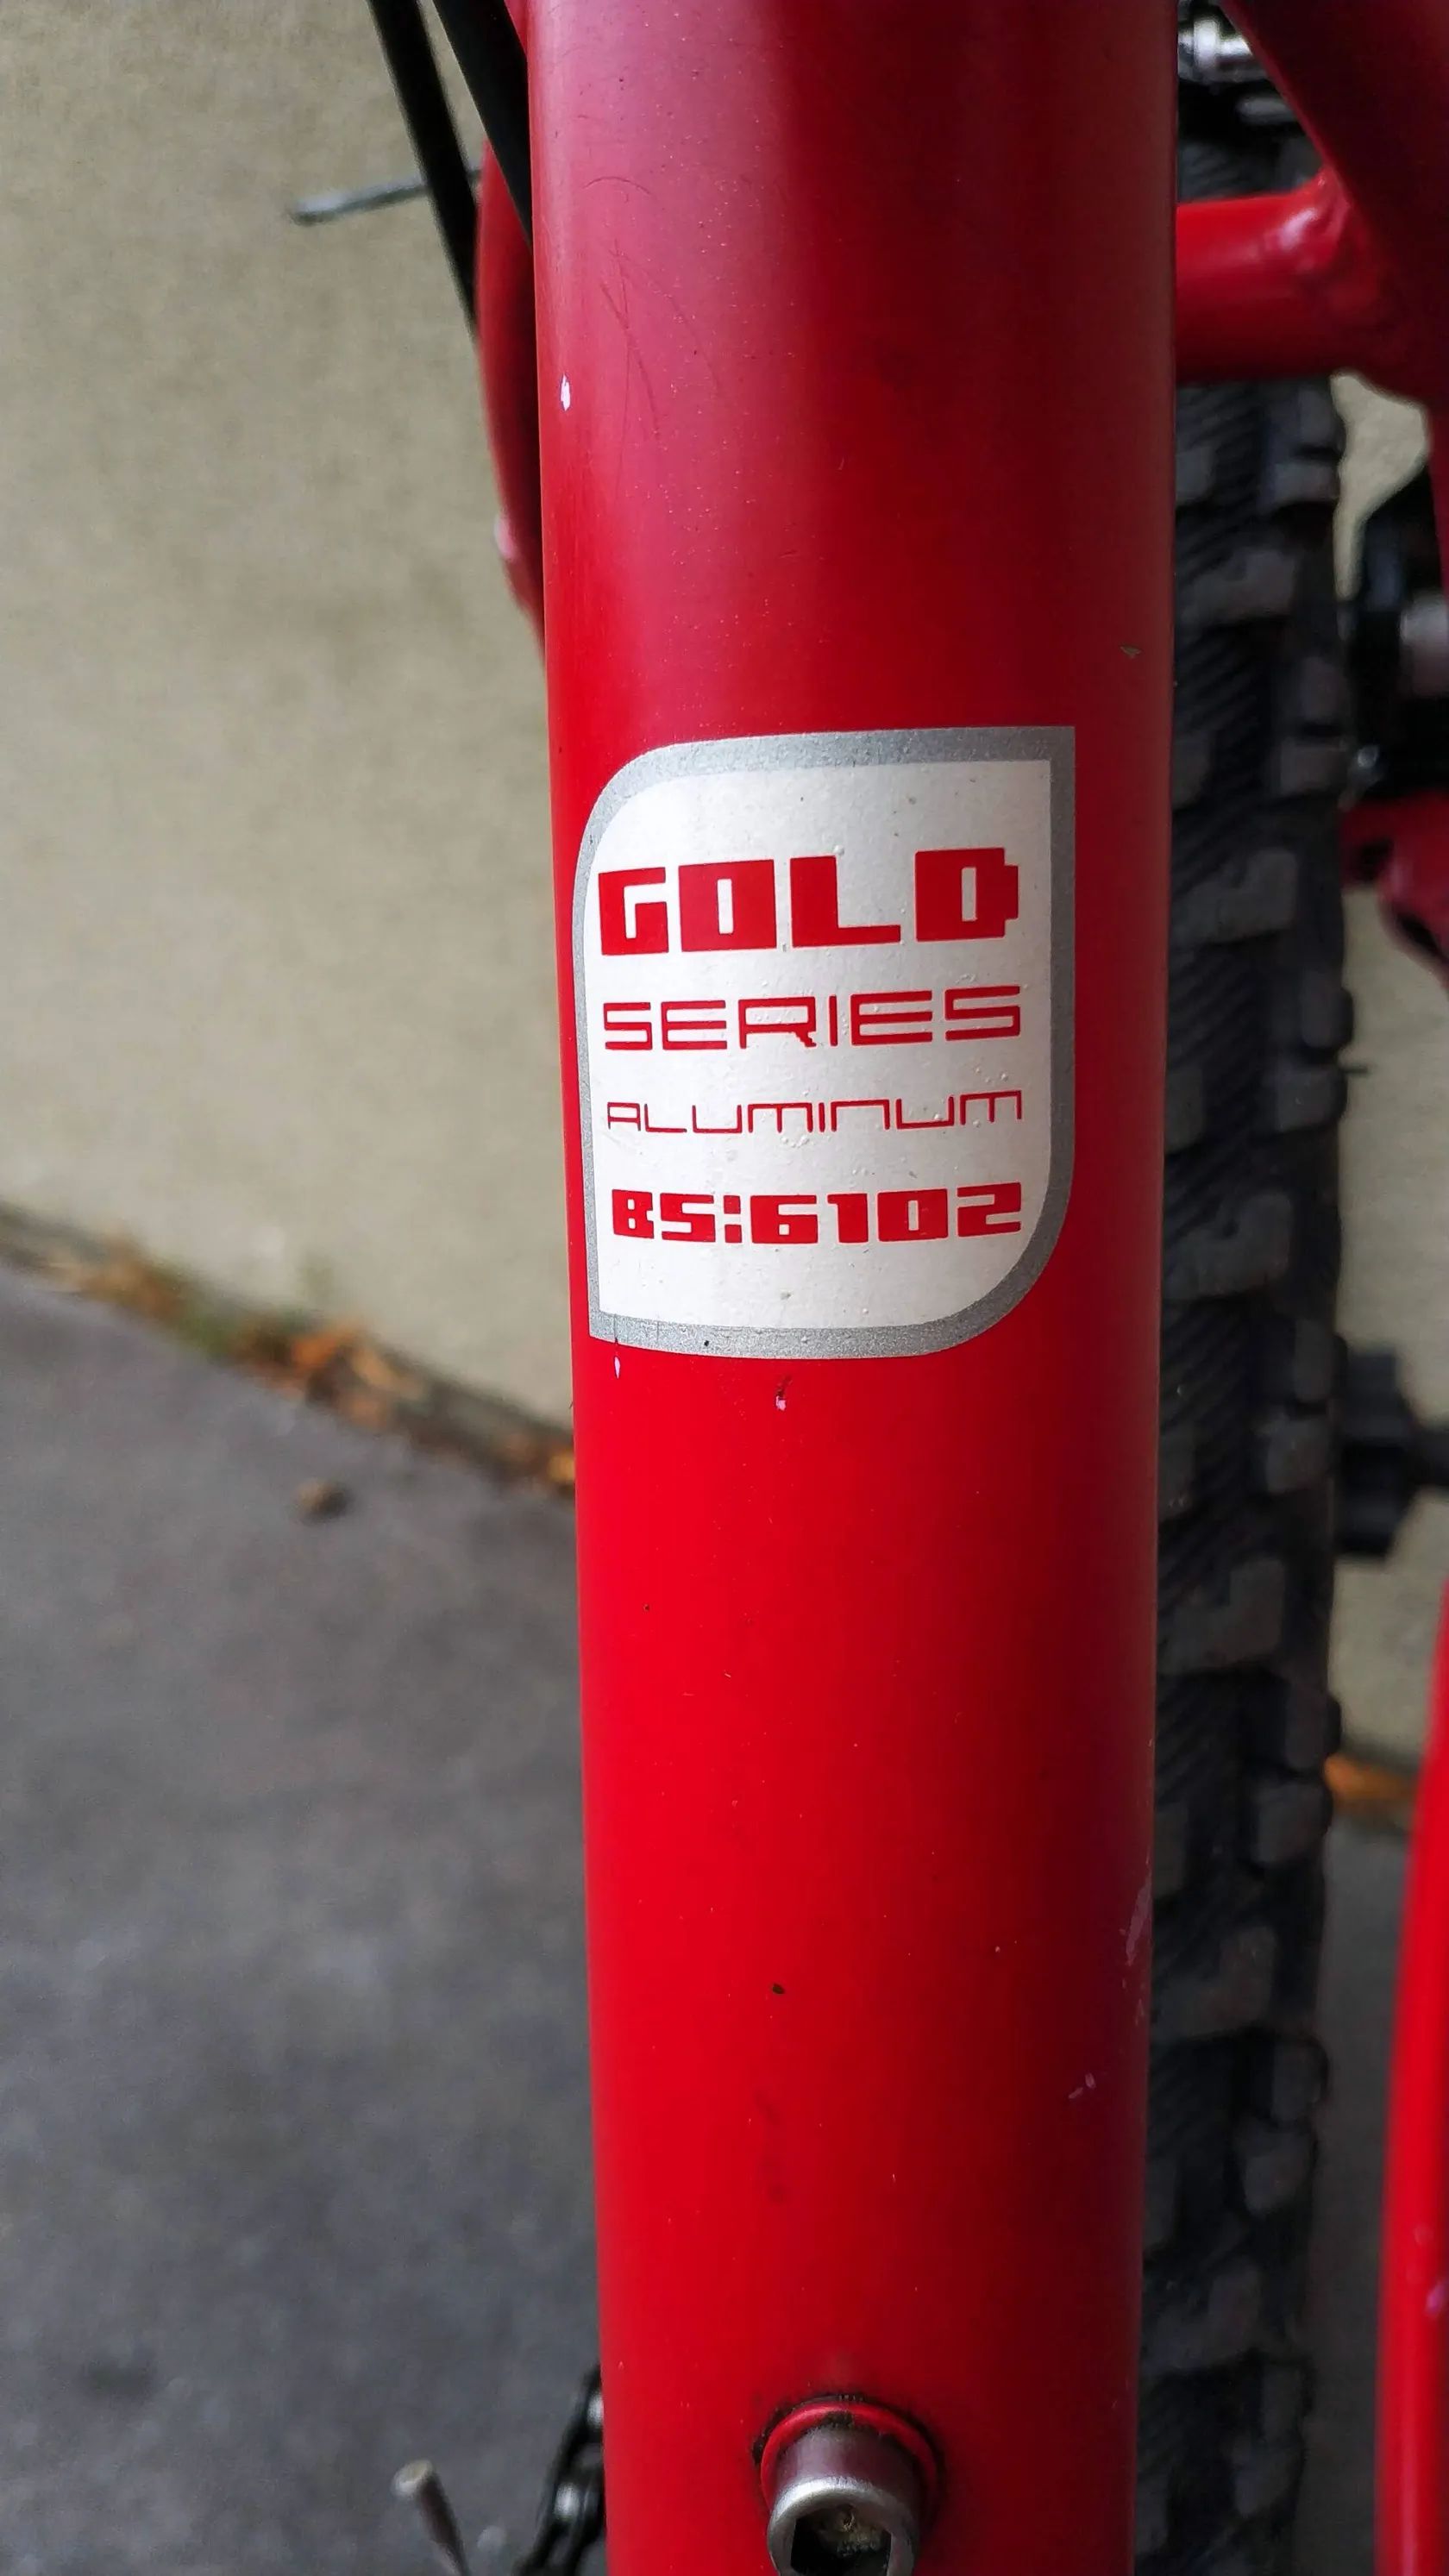 GOLD
SERIES
ALUMINUM
BS:6102